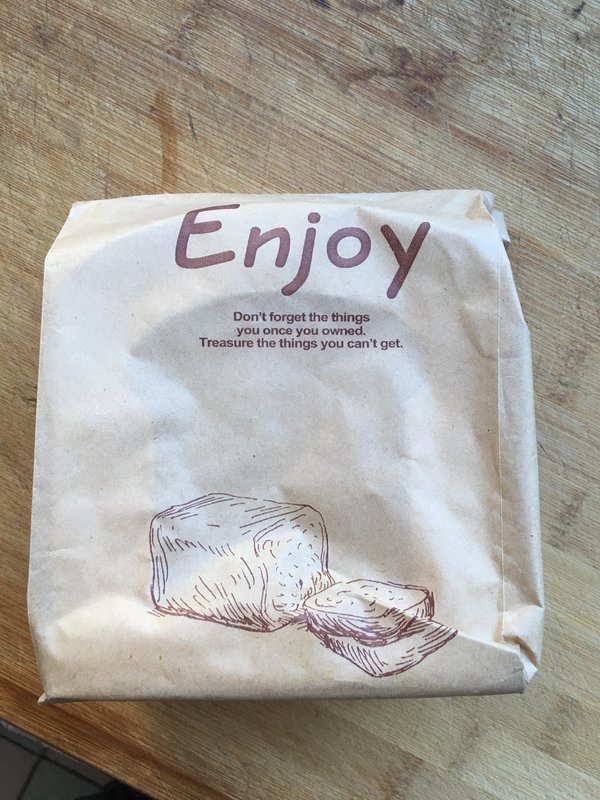 Enjoy
Don't forget the things
you once you owned.
Treasure the things you can't get.